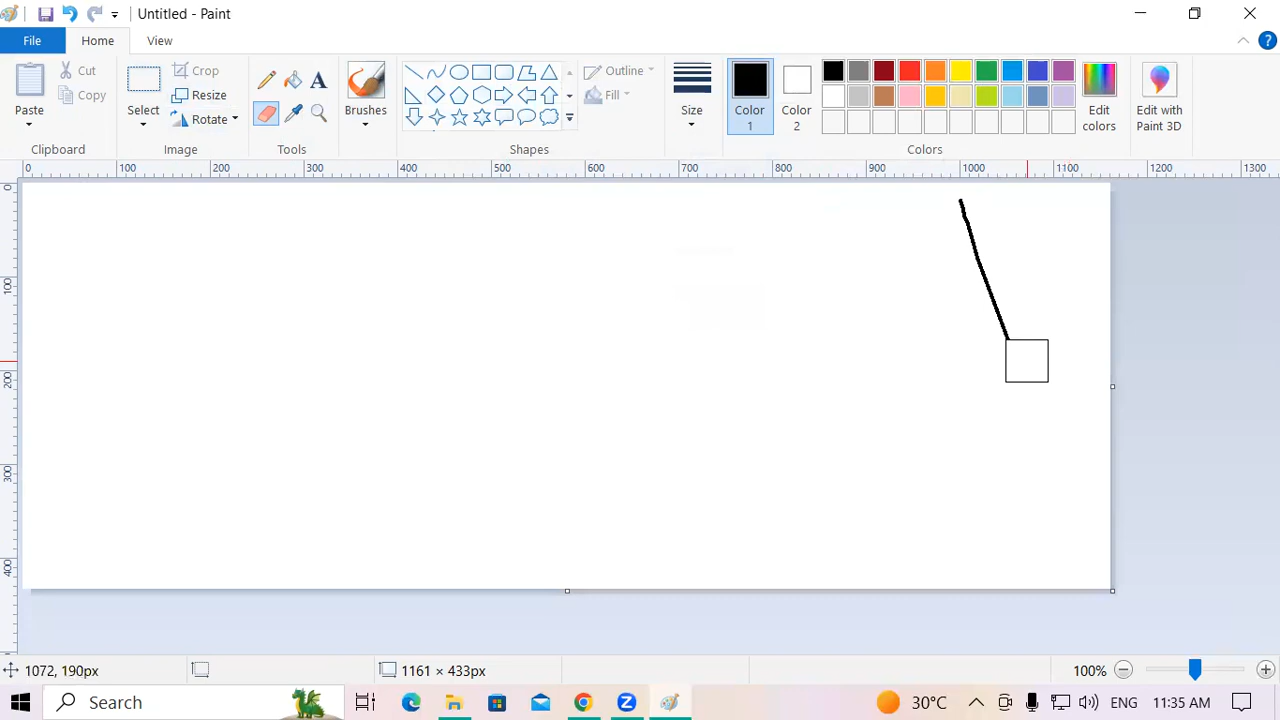 Untitled - Paint
File Home View
Paste
Cut
Copy
Clipboard
Select
Crop
Resize
Rotate
Image
A
Tools
Brushes
Shapes
Outline
Fill
Size
Color 1
Color 2
Colors
Edit colors
Edit with Paint 3D
0 100 200 300 400 500 600 700 800 900 1000 1100 1200 1300
0
100
200
300
400
1072, 190px
1161 × 433px
100%
Search
30°C
ENG
11:35 AM